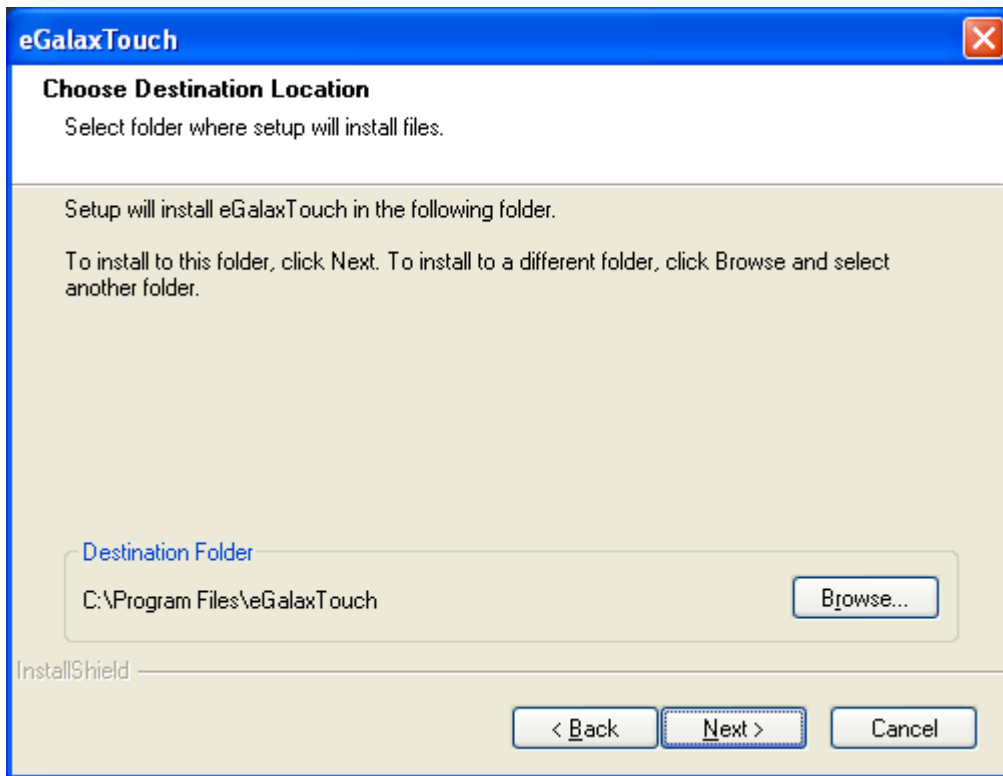 eGalaxTouch
Choose Destination Location
Select folder where setup will install files.
Setup will install eGalaxTouch in the following folder.
To install to this folder, click Next. To install to a different folder, click Browse and select
another folder.
Destination Folder
C:\Program Files\eGalaxTouch
Browse...
InstallShield
< Back
Next >
Cancel